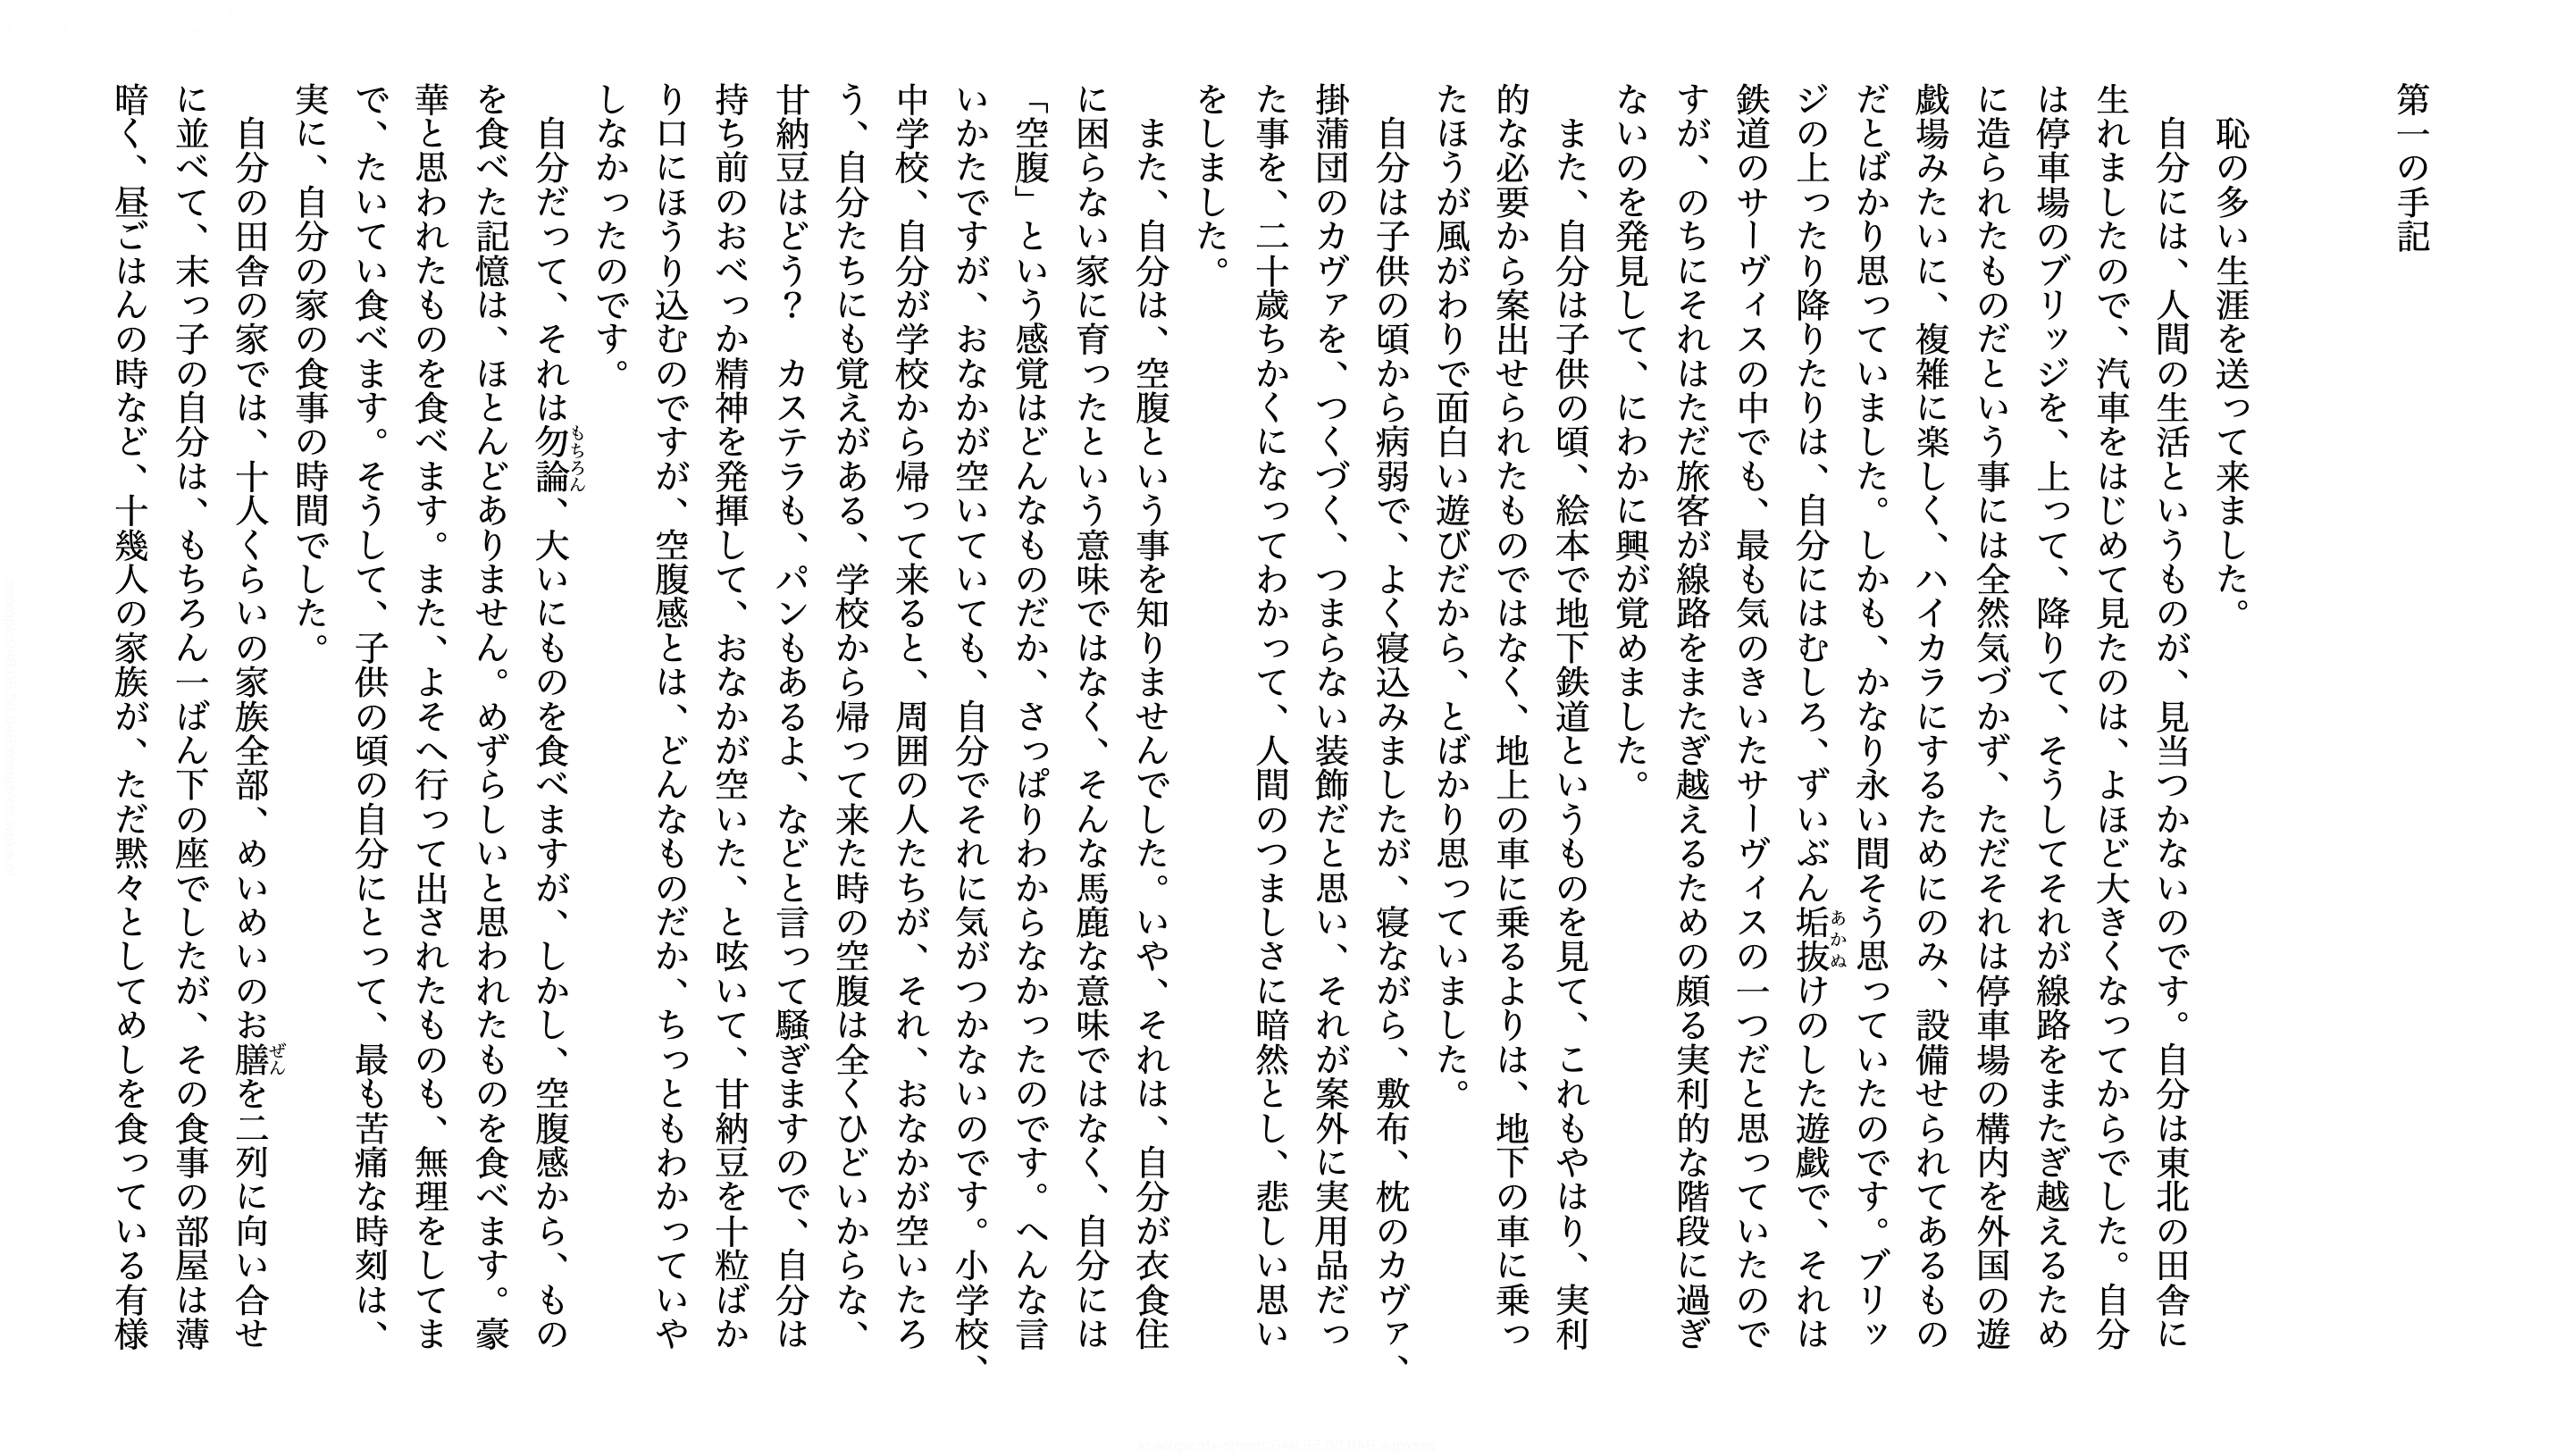 第一の手記
恥の多い生涯を送って来ました。
自分には、人間の生活というものが、見当つかないのです。自分は東北の田舎に
生れましたので、汽車をはじめて見たのは、よほど大きくなってからでした。自分
は停車場のブリッジを、上って、降りて、そうしてそれが線路をまたぎ越えるため
に造られたものだという事には全然気づかず、ただそれは停車場の構内を外国の遊
戯場みたいに、複雑に楽しく、ハイカラにするためにのみ、設備せられてあるもの
だとばかり思っていました。しかも、かなり永い間そう思っていたのです。ブリッ
ジの上ったり降りたりは、自分にはむしろ、ずいぶん垢抜あかぬけのした遊戯で、それは
鉄道のサーヴィスの中でも、最も気のきいたサーヴィスの一つだと思っていたので
すが、のちにそれはただ旅客が線路をまたぎ越えるための頗る実利的な階段に過ぎ
ないのを発見して、にわかに興が覚めました。
また、自分は子供の頃、絵本で地下鉄道というものを見て、これもやはり、実利
的な必要から案出せられたものではなく、地上の車に乗るよりは、地下の車に乗っ
たほうが風がわりで面白い遊びだから、とばかり思っていました。
自分は子供の頃から病弱で、よく寝込みましたが、寝ながら、敷布、枕のカヴァ、
掛蒲団のカヴァを、つくづく、つまらない装飾だと思い、それが案外に実用品だっ
た事を、二十歳ちかくになってわかって、人間のつましさに暗然とし、悲しい思い
をしました。
また、自分は、空腹という事を知りませんでした。いや、それは、自分が衣食住
に困らない家に育ったという意味ではなく、そんな馬鹿な意味ではなく、自分には
「空腹」という感覚はどんなものだか、さっぱりわからなかったのです。へんな言
いかたですが、おなかが空いていても、自分でそれに気がつかないのです。小学校、
中学校、自分が学校から帰って来ると、周囲の人たちが、それ、おなかが空いたろ
う、自分たちにも覚えがある、学校から帰って来た時の空腹は全くひどいからな、
甘納豆はどう？　カステラも、パンもあるよ、などと言って騒ぎますので、自分は
持ち前のおべっか精神を発揮して、おなかが空いた、と呟いて、甘納豆を十粒ばか
り口にほうり込むのですが、空腹感とは、どんなものだか、ちっともわかっていや
しなかったのです。
自分だって、それは勿論もちろん、大いにものを食べますが、しかし、空腹感から、もの
を食べた記憶は、ほとんどありません。めずらしいと思われたものを食べます。豪
華と思われたものを食べます。また、よそへ行って出されたものも、無理をしてま
で、たいてい食べます。そうして、子供の頃の自分にとって、最も苦痛な時刻は、
実に、自分の家の食事の時間でした。
自分の田舎の家では、十人くらいの家族全部、めいめいのお膳ぜんを二列に向い合せ
に並べて、末っ子の自分は、もちろん一ばん下の座でしたが、その食事の部屋は薄
暗く、昼ごはんの時など、十幾人の家族が、ただ黙々としてめしを食っている有様